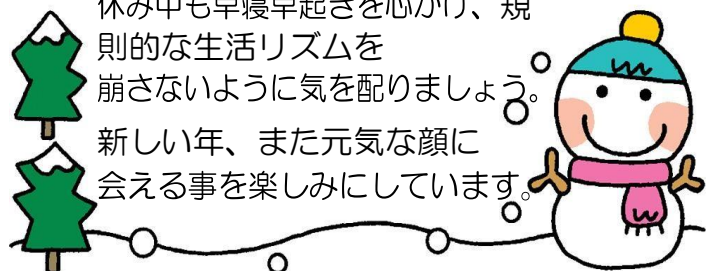 休み中も早寝早起きを心がけ、規
則的な生活リズムを
崩さないように気を配りましょう。
新しい年、また元気な顔に
会える事を楽しみにしています。